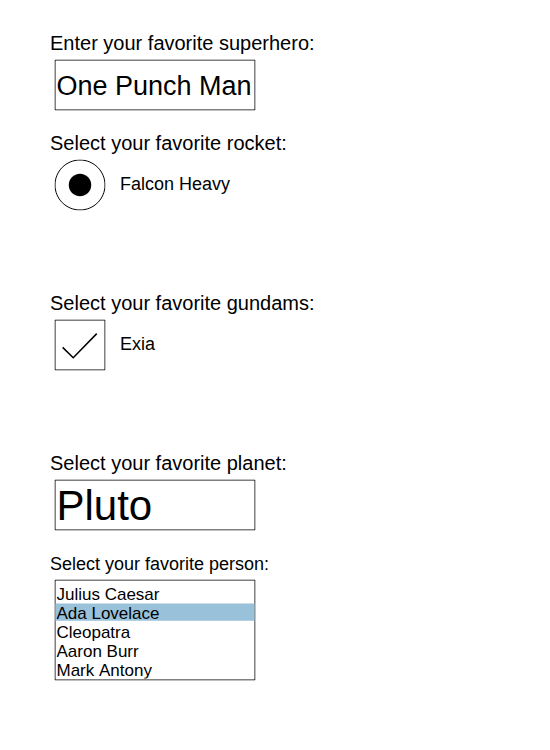 Enter your favorite superhero:
One Punch Man
Select your favorite rocket:
Falcon Heavy
Select your favorite gundams:
Exia
Select your favorite planet:
Pluto
Select your favorite person:
Julius Caesar
Ada Lovelace
Cleopatra
Aaron Burr
Mark Antony